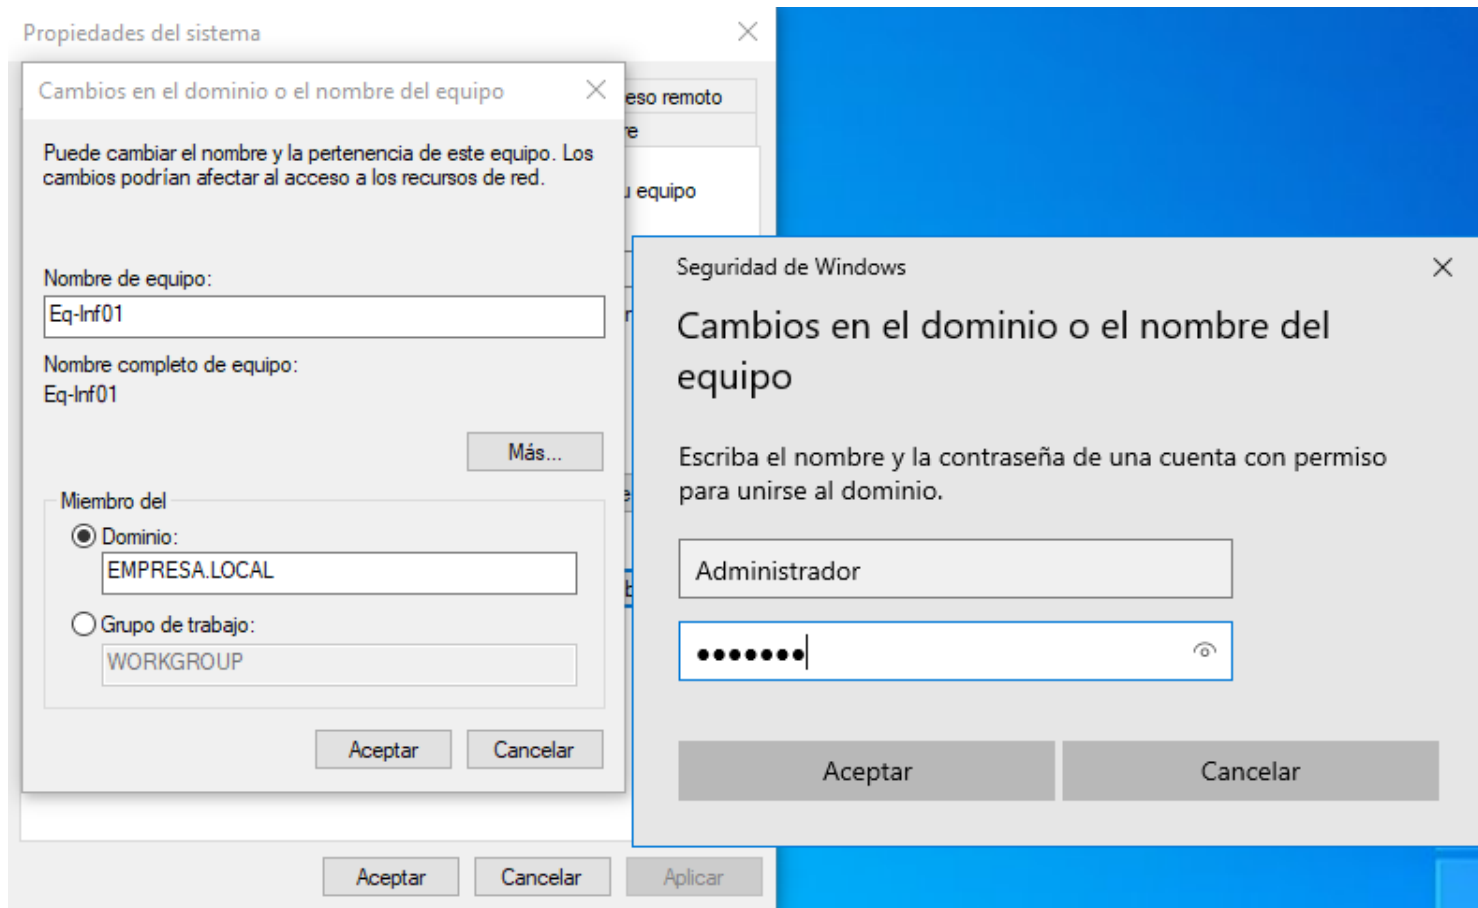 Propiedades del sistema
Cambios en el dominio o el nombre del equipo
Puede cambiar el nombre y la pertenencia de este equipo. Los
cambios podrían afectar al acceso a los recursos de red.
Nombre de equipo:
Eq-Inf01
Nombre completo de equipo:
Eq-Inf01
Más...
Miembro del
Dominio:
EMPRESA.LOCAL
Grupo de trabajo:
WORKGROUP
Aceptar
Cancelar
remoto
equipo
Aceptar
Cancelar
Aplicar
Seguridad de Windows
Cambios en el dominio o el nombre del
equipo
Escriba el nombre y la contraseña de una cuenta con permiso
para unirse al dominio.
Administrador
•••••••
Aceptar
Cancelar